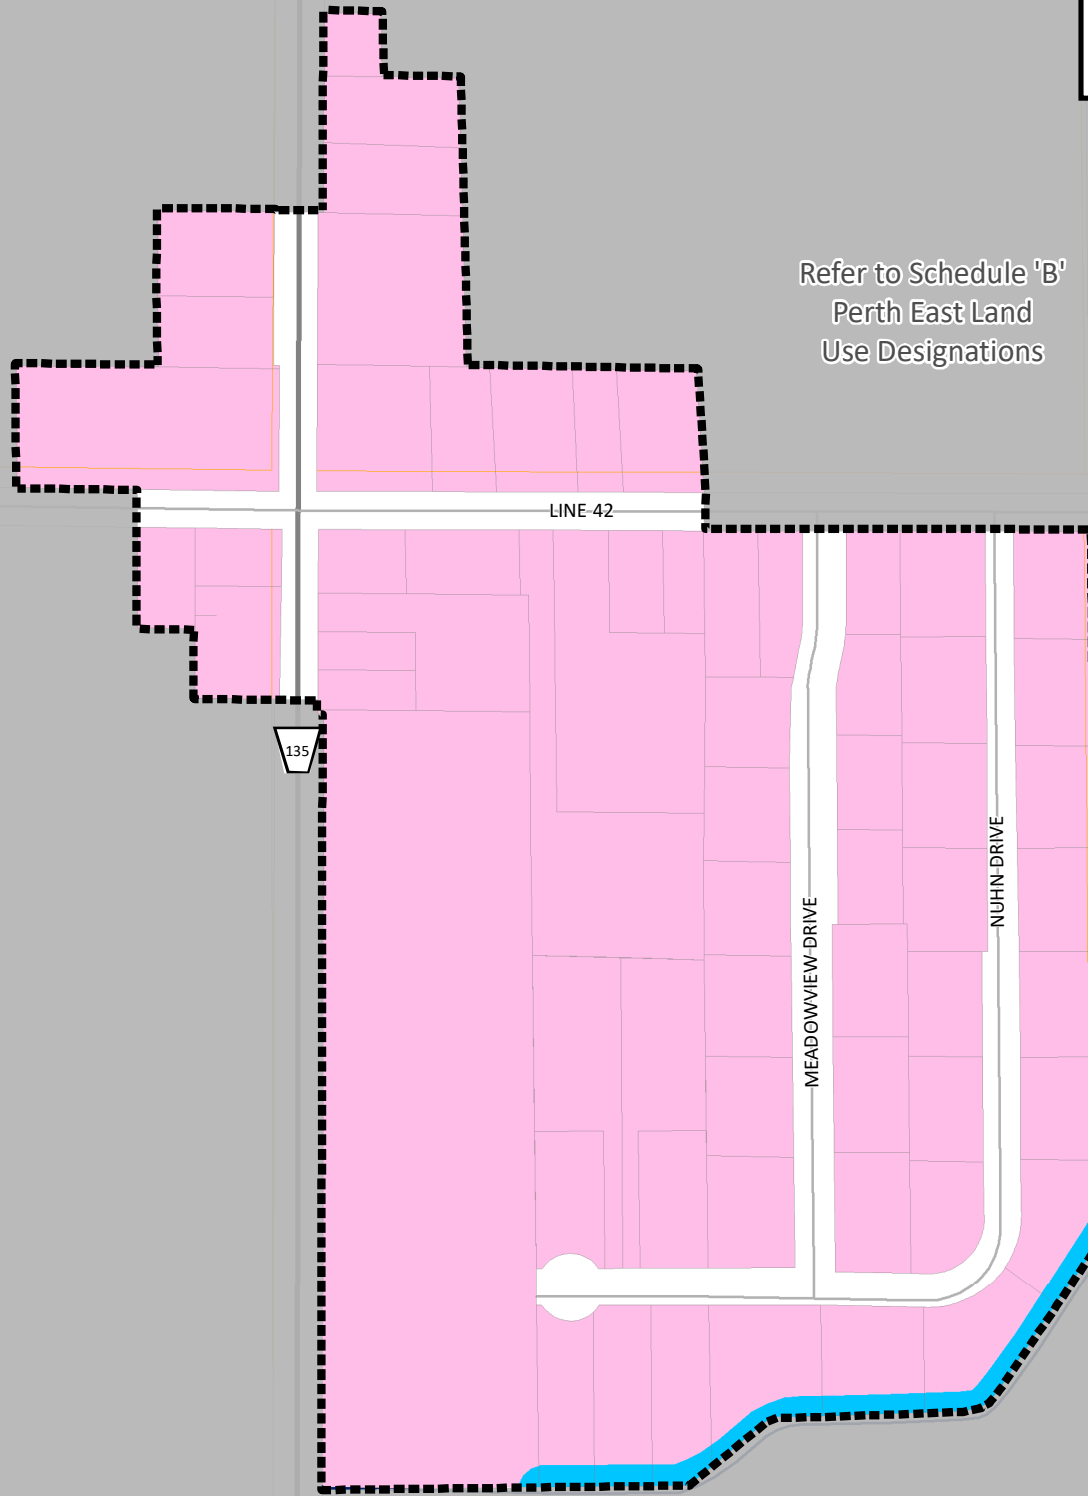 Refer to Schedule 'B'
Perth East Land
Use Designations
LINE 42
135
MEADOWVIEW DRIVE
NUHN DRIVE